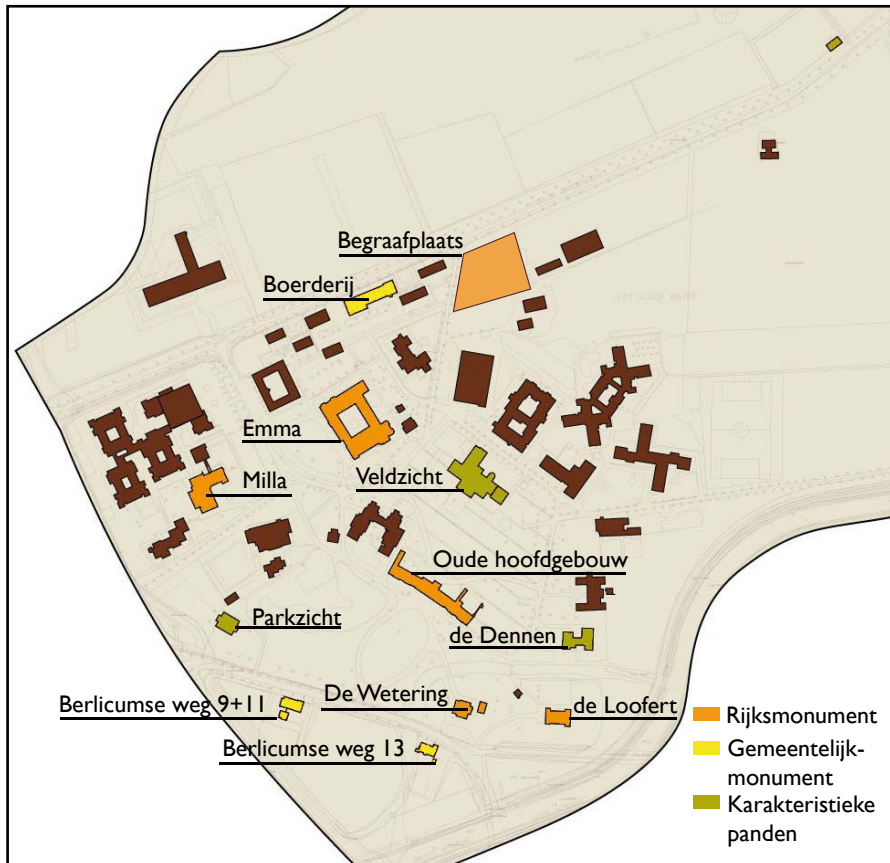 Begraafplaats
Boerderij
Emma
Milla
Veldzicht
Oude hoofdgebouw
Parkzicht
de Dennen
Berlicumse weg 9+11
De Wetering
de Loofert
Berlicumse weg 13
Rijksmonument
Gemeentelijk-
monument
Karakteristieke
panden